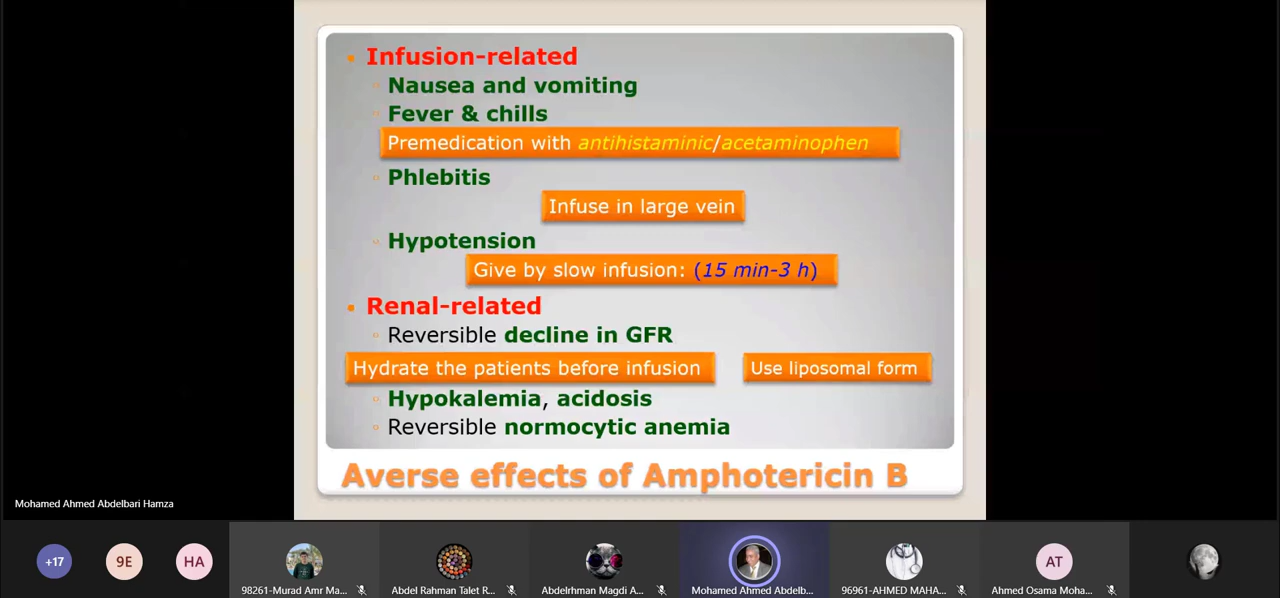 Infusion-related
Nausea and vomiting
Fever & chills
Premedication with antihistaminic/acetaminophen
Phlebitis
Infuse in large vein
Hypotension
Give by slow infusion: (15 min-3 h)
Renal-related
Reversible decline in GFR
Hydrate the patients before infusion
Use liposomal form
Hypokalemia, acidosis
Reversible normocytic anemia
Averse effects of Amphotericin B
Mohamed Ahmed Abdelbari Hamza
+17
9E
HA
98261-Murad Amr Ma...
Abdel Rahman Talet R...
Abdelrhman Magdi A...
Mohamed Ahmed Abdelb...
96961-AHMED MAHA...
AT
Ahmed Osama Moha...